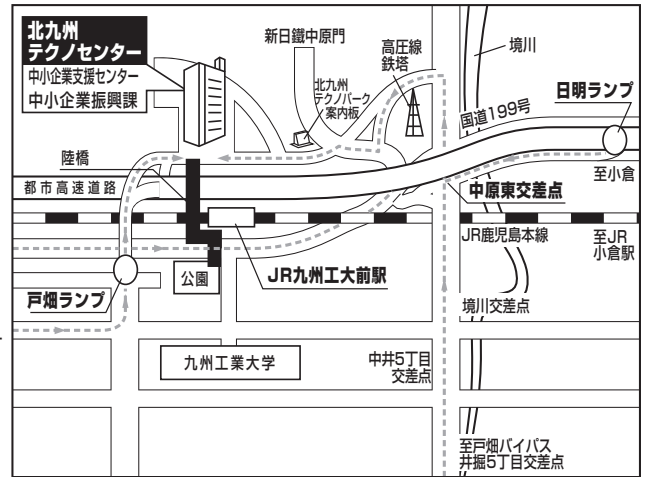 北九州
テクノセンター
中小企業支援センター
中小企業振興課
新日鐵中原門
高圧線
鉄塔
境川
北九州
テクノパーク
案内板
国道199号
日明ランプ
陸橋
至小倉
都市高速道路
中原東交差点
JR鹿児島本線
至JR
小倉駅
公園
JR九州工大前駅
戸畑ランプ
境川交差点
九州工業大学
中井5丁目
交差点
至戸畑バイパス
井堀5丁目交差点